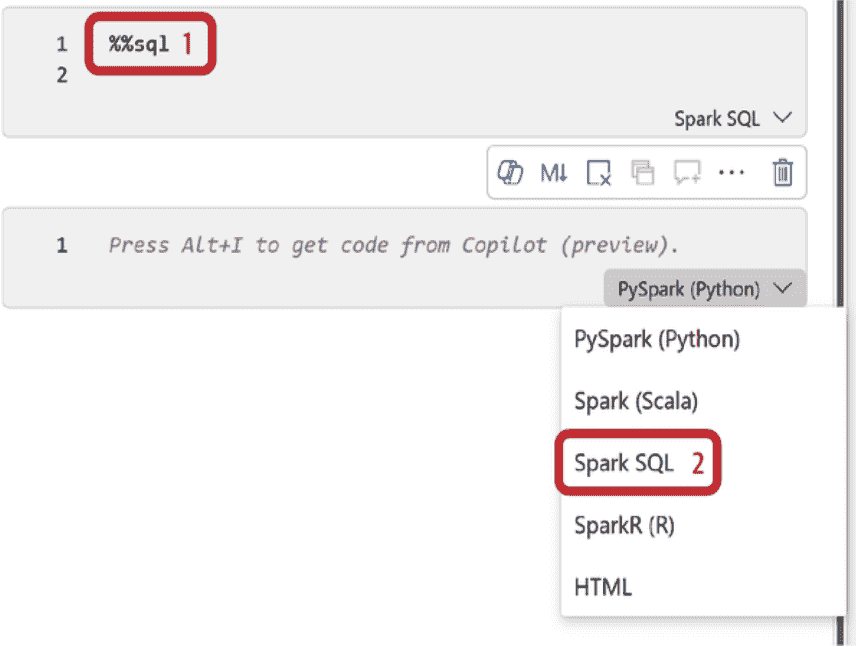 1 %%sql 1
2
Spark SQL
M↓
1 Press Alt+I to get code from Copilot (preview).
PySpark (Python)
PySpark (Python)
Spark (Scala)
Spark SQL 2
SparkR (R)
HTML